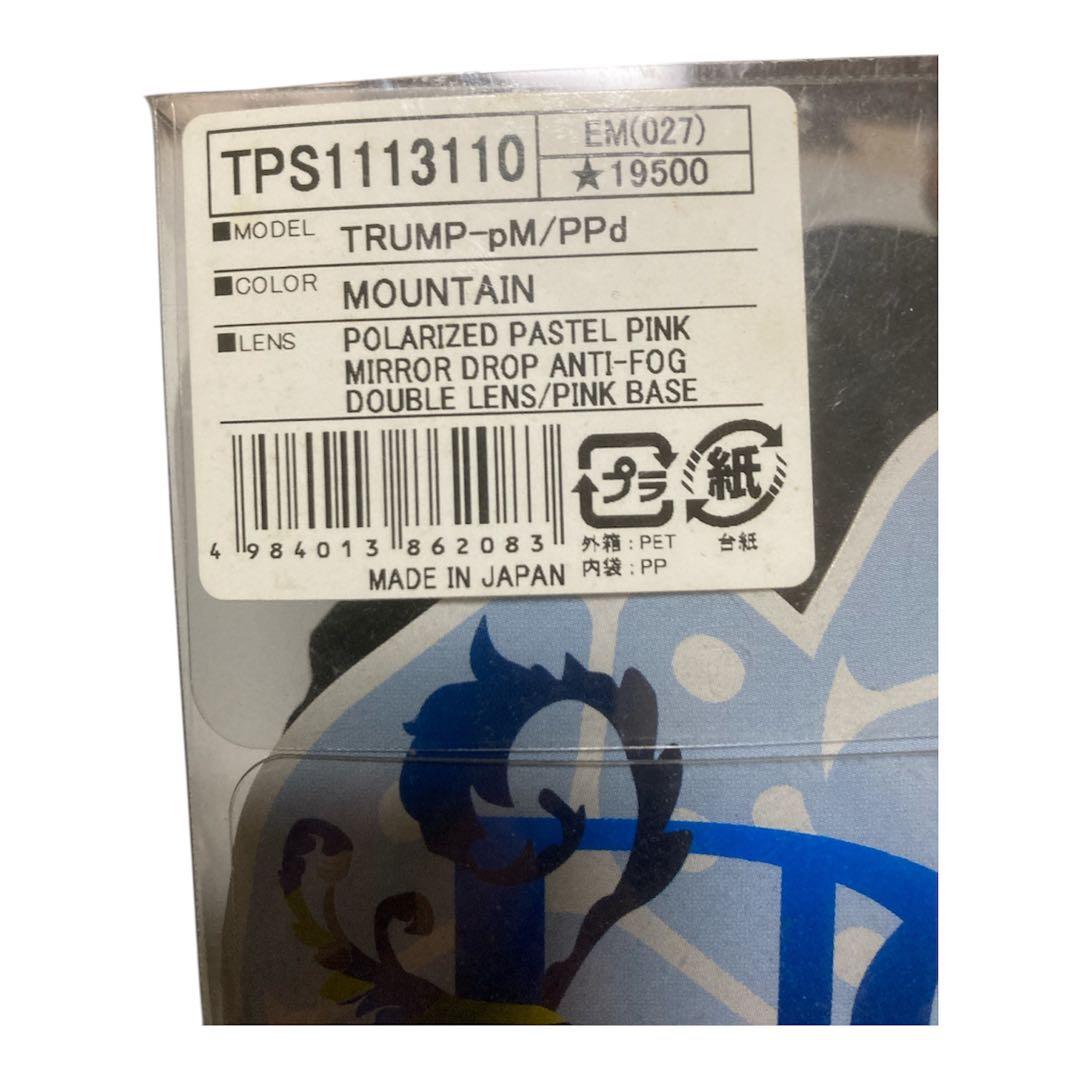 TPS1113110
EM(027)
★19500
■MODEL TRUMP-pM/PPd
■COLOR MOUNTAIN
■LENS POLARIZED PASTEL PINK
MIRROR DROP ANTI-FOG
DOUBLE LENS/PINK BASE
プラ
紙
4 984013 862083
外箱:PET
台紙
内袋:PP
MADE IN JAPAN